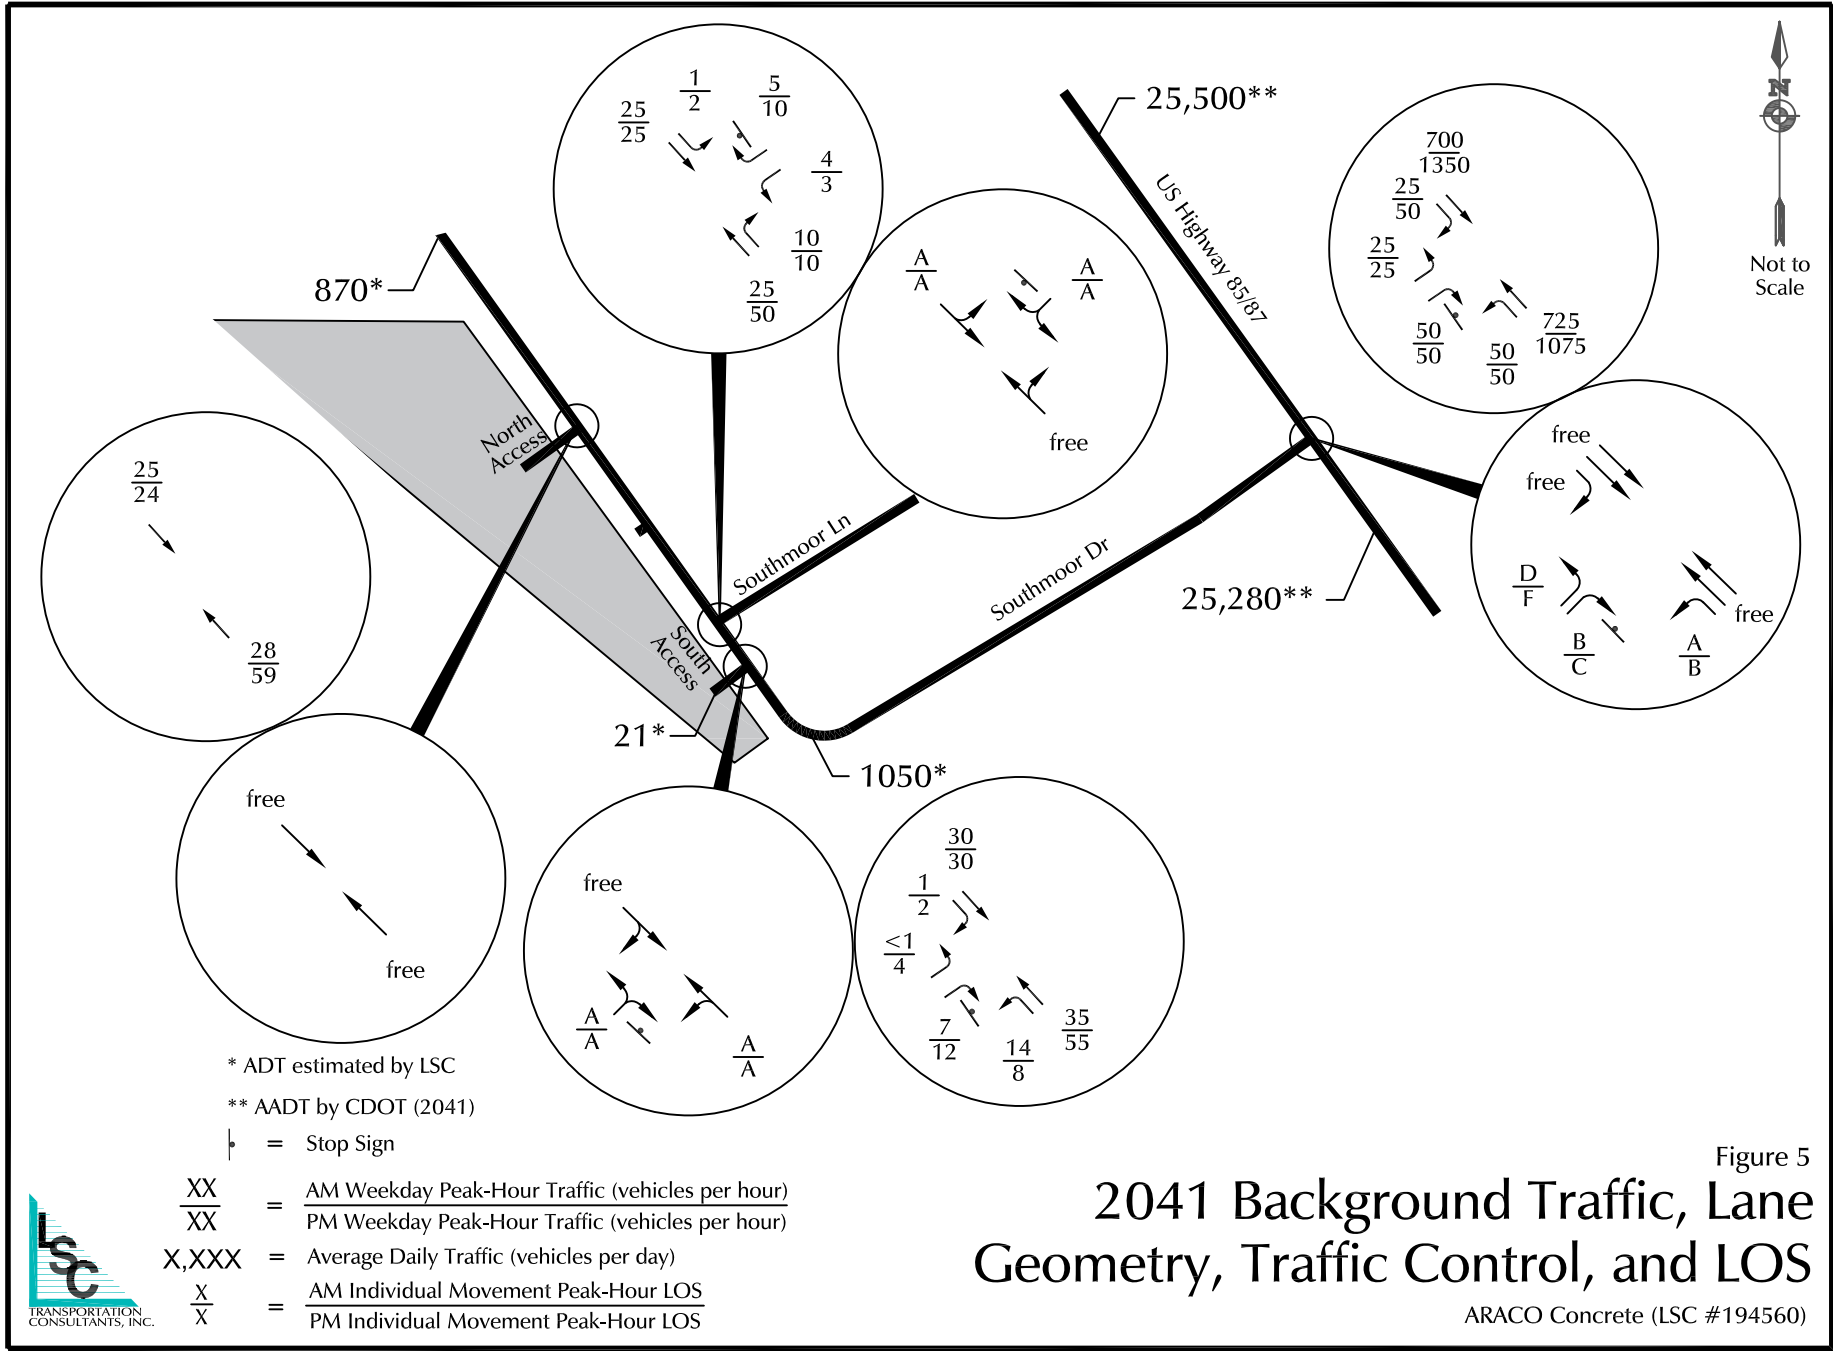 1
2
5
10
25
25
4
3
10
10
25
50
25,500**
US Highway 85/87
700
1350
25
50
25
25
50
50
50
50
725
1075
N
Not to
Scale
870*
A
A
A
A
free
North
Access
Southmoor Ln
Southmoor Dr
25,280**
South
Access
21*
1050*
free
free
D
F
B
C
A
B
free
25
24
28
59
free
free
free
A
A
A
A
30
30
1
2
<1
4
7
12
14
8
35
55
* ADT estimated by LSC
** AADT by CDOT (2041)
= Stop Sign
XX
XX
=
AM Weekday Peak-Hour Traffic (vehicles per hour)
PM Weekday Peak-Hour Traffic (vehicles per hour)
X,XXX = Average Daily Traffic (vehicles per day)
X
X
=
AM Individual Movement Peak-Hour LOS
PM Individual Movement Peak-Hour LOS
LSC
TRANSPORTATION
CONSULTANTS, INC.
Figure 5
2041 Background Traffic, Lane
Geometry, Traffic Control, and LOS
ARACO Concrete (LSC #194560)